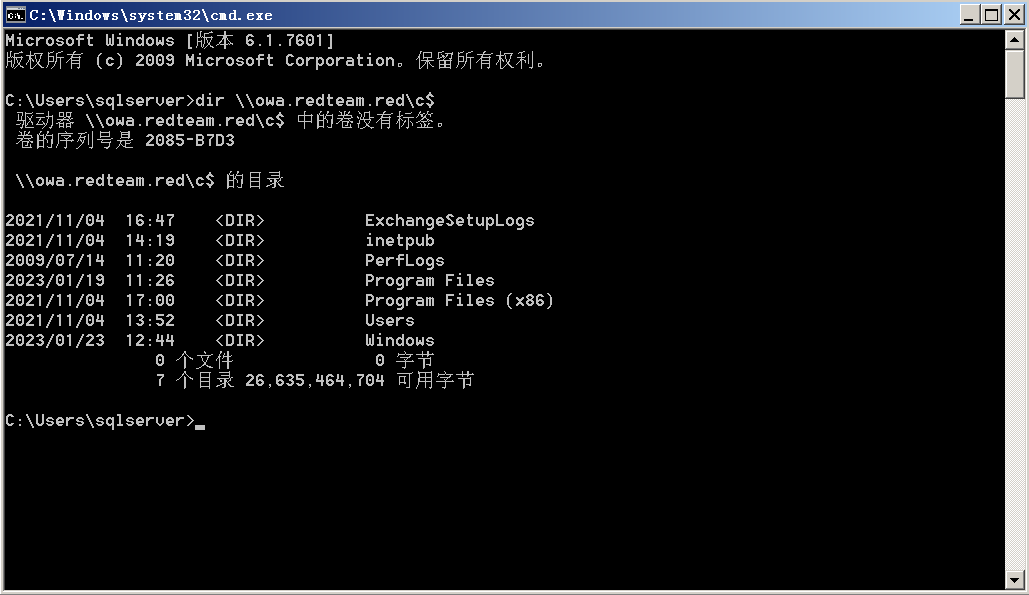 C:\Windows\system32\cmd.exe
Microsoft Windows [版本 6.1.7601]
版权所有 (c) 2009 Microsoft Corporation。保留所有权利。
C:\Users\sqlserver>dir \\owa.redteam.red\c$
驱动器 \\owa.redteam.red\c$ 中的卷没有标签。
卷的序列号是 2085-B7D3
\\owa.redteam.red\c$ 的目录
2021/11/04  16:47    <DIR>          ExchangeSetupLogs
2021/11/04  14:19    <DIR>          inetpub
2009/07/14  11:20    <DIR>          PerfLogs
2023/01/19  11:26    <DIR>          Program Files
2021/11/04  17:00    <DIR>          Program Files (x86)
2021/11/04  13:52    <DIR>          Users
2023/01/23  12:44    <DIR>          Windows
0 个文件              0 字节
7 个目录 26,635,464,704 可用字节
C:\Users\sqlserver>_